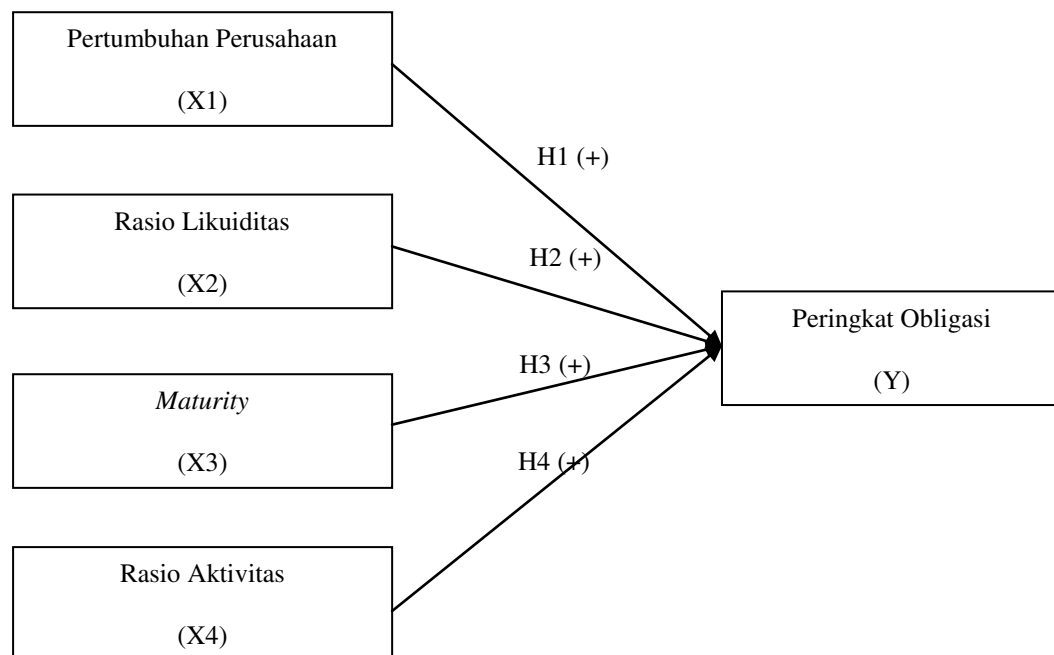 Pertumbuhan Perusahaan
(X1)
H1 (+)
Rasio Likuiditas
(X2)
H2 (+)
Peringkat Obligasi
(Y)
H3 (+)
Maturity
(X3)
H4 (+)
Rasio Aktivitas
(X4)